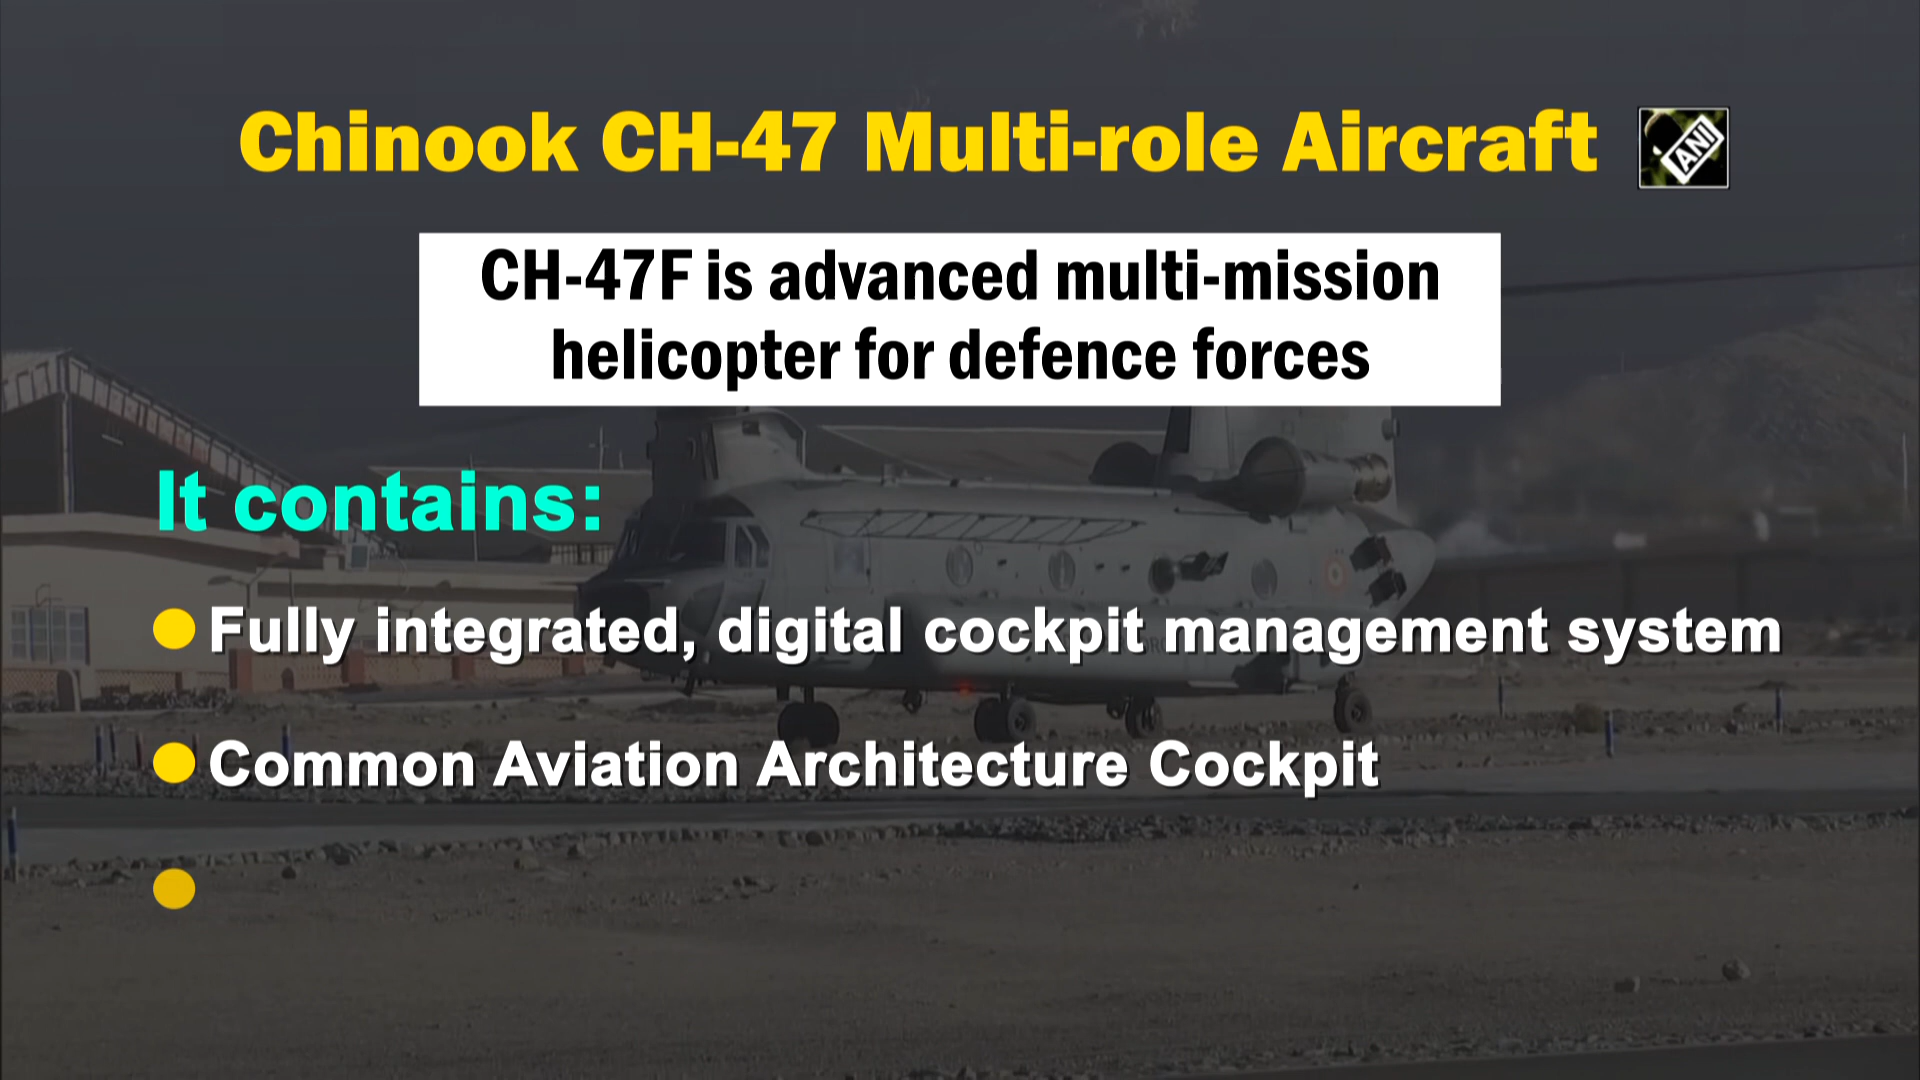 Chinook CH-47 Multi-role Aircraft
ANI
CH-47F is advanced multi-mission
helicopter for defence forces
It contains:
Fully integrated, digital cockpit management system
Common Aviation Architecture Cockpit